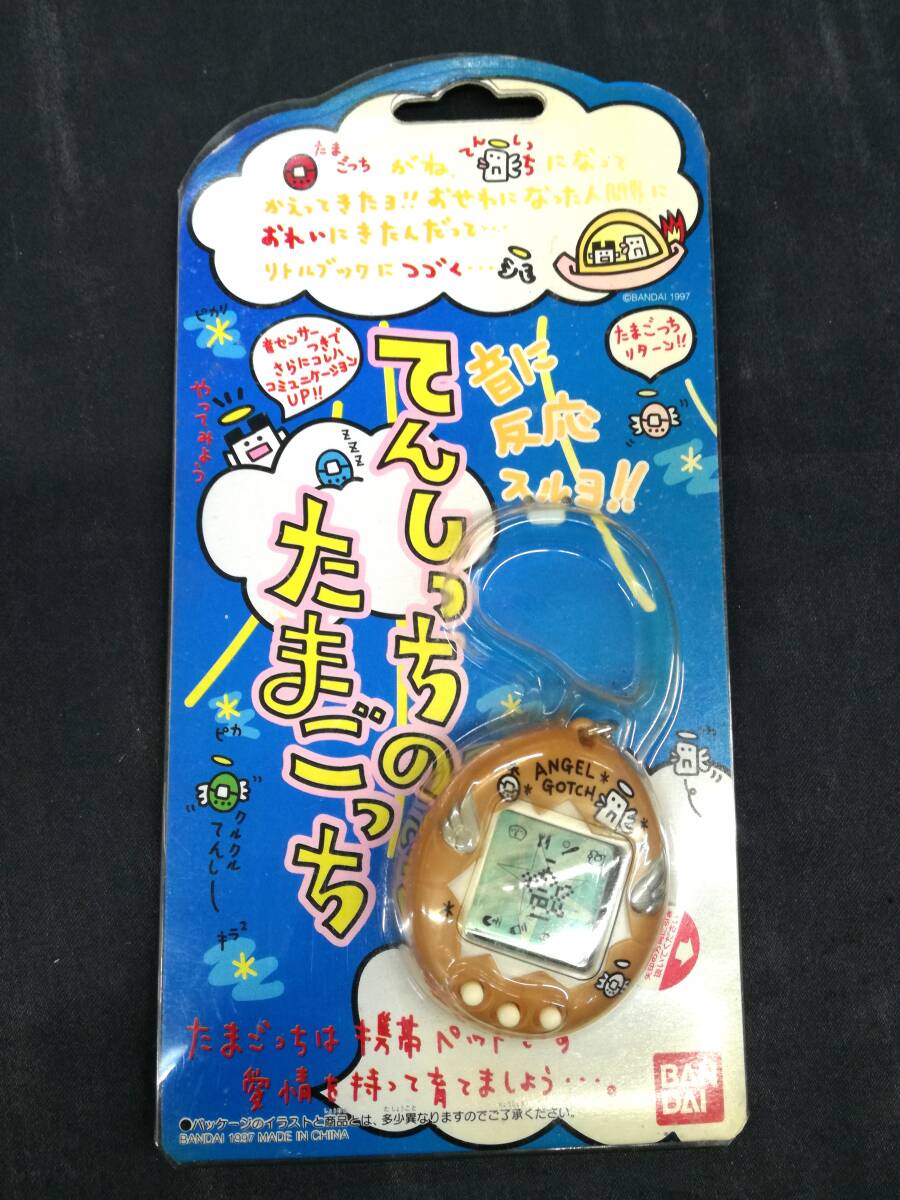 たまごっちがね、てんしっちになって
かえってきたヨ!! おせわになった人間界に
おれいにきたんだって…
リトルブックにつづく…
©BANDAI 1997
ピカリ
音センサー
つきで
さらにコレハ
コミュニケーション
UP!!
たまごっち
リターン!!
やってみよう
zzz
音に
反応
スルヨ!!
てんしっちの
たまごっち
ピカ
クルクル
てんしー
キラ2
ANGEL
GOTCH
たまごっちは携帯ペットです
愛情を持って育てましょう…。
BAN
DAI
●パッケージのイラストと商品とは、多少異なりますのでご了承ください。
BANDAI 1997 MADE IN CHINA